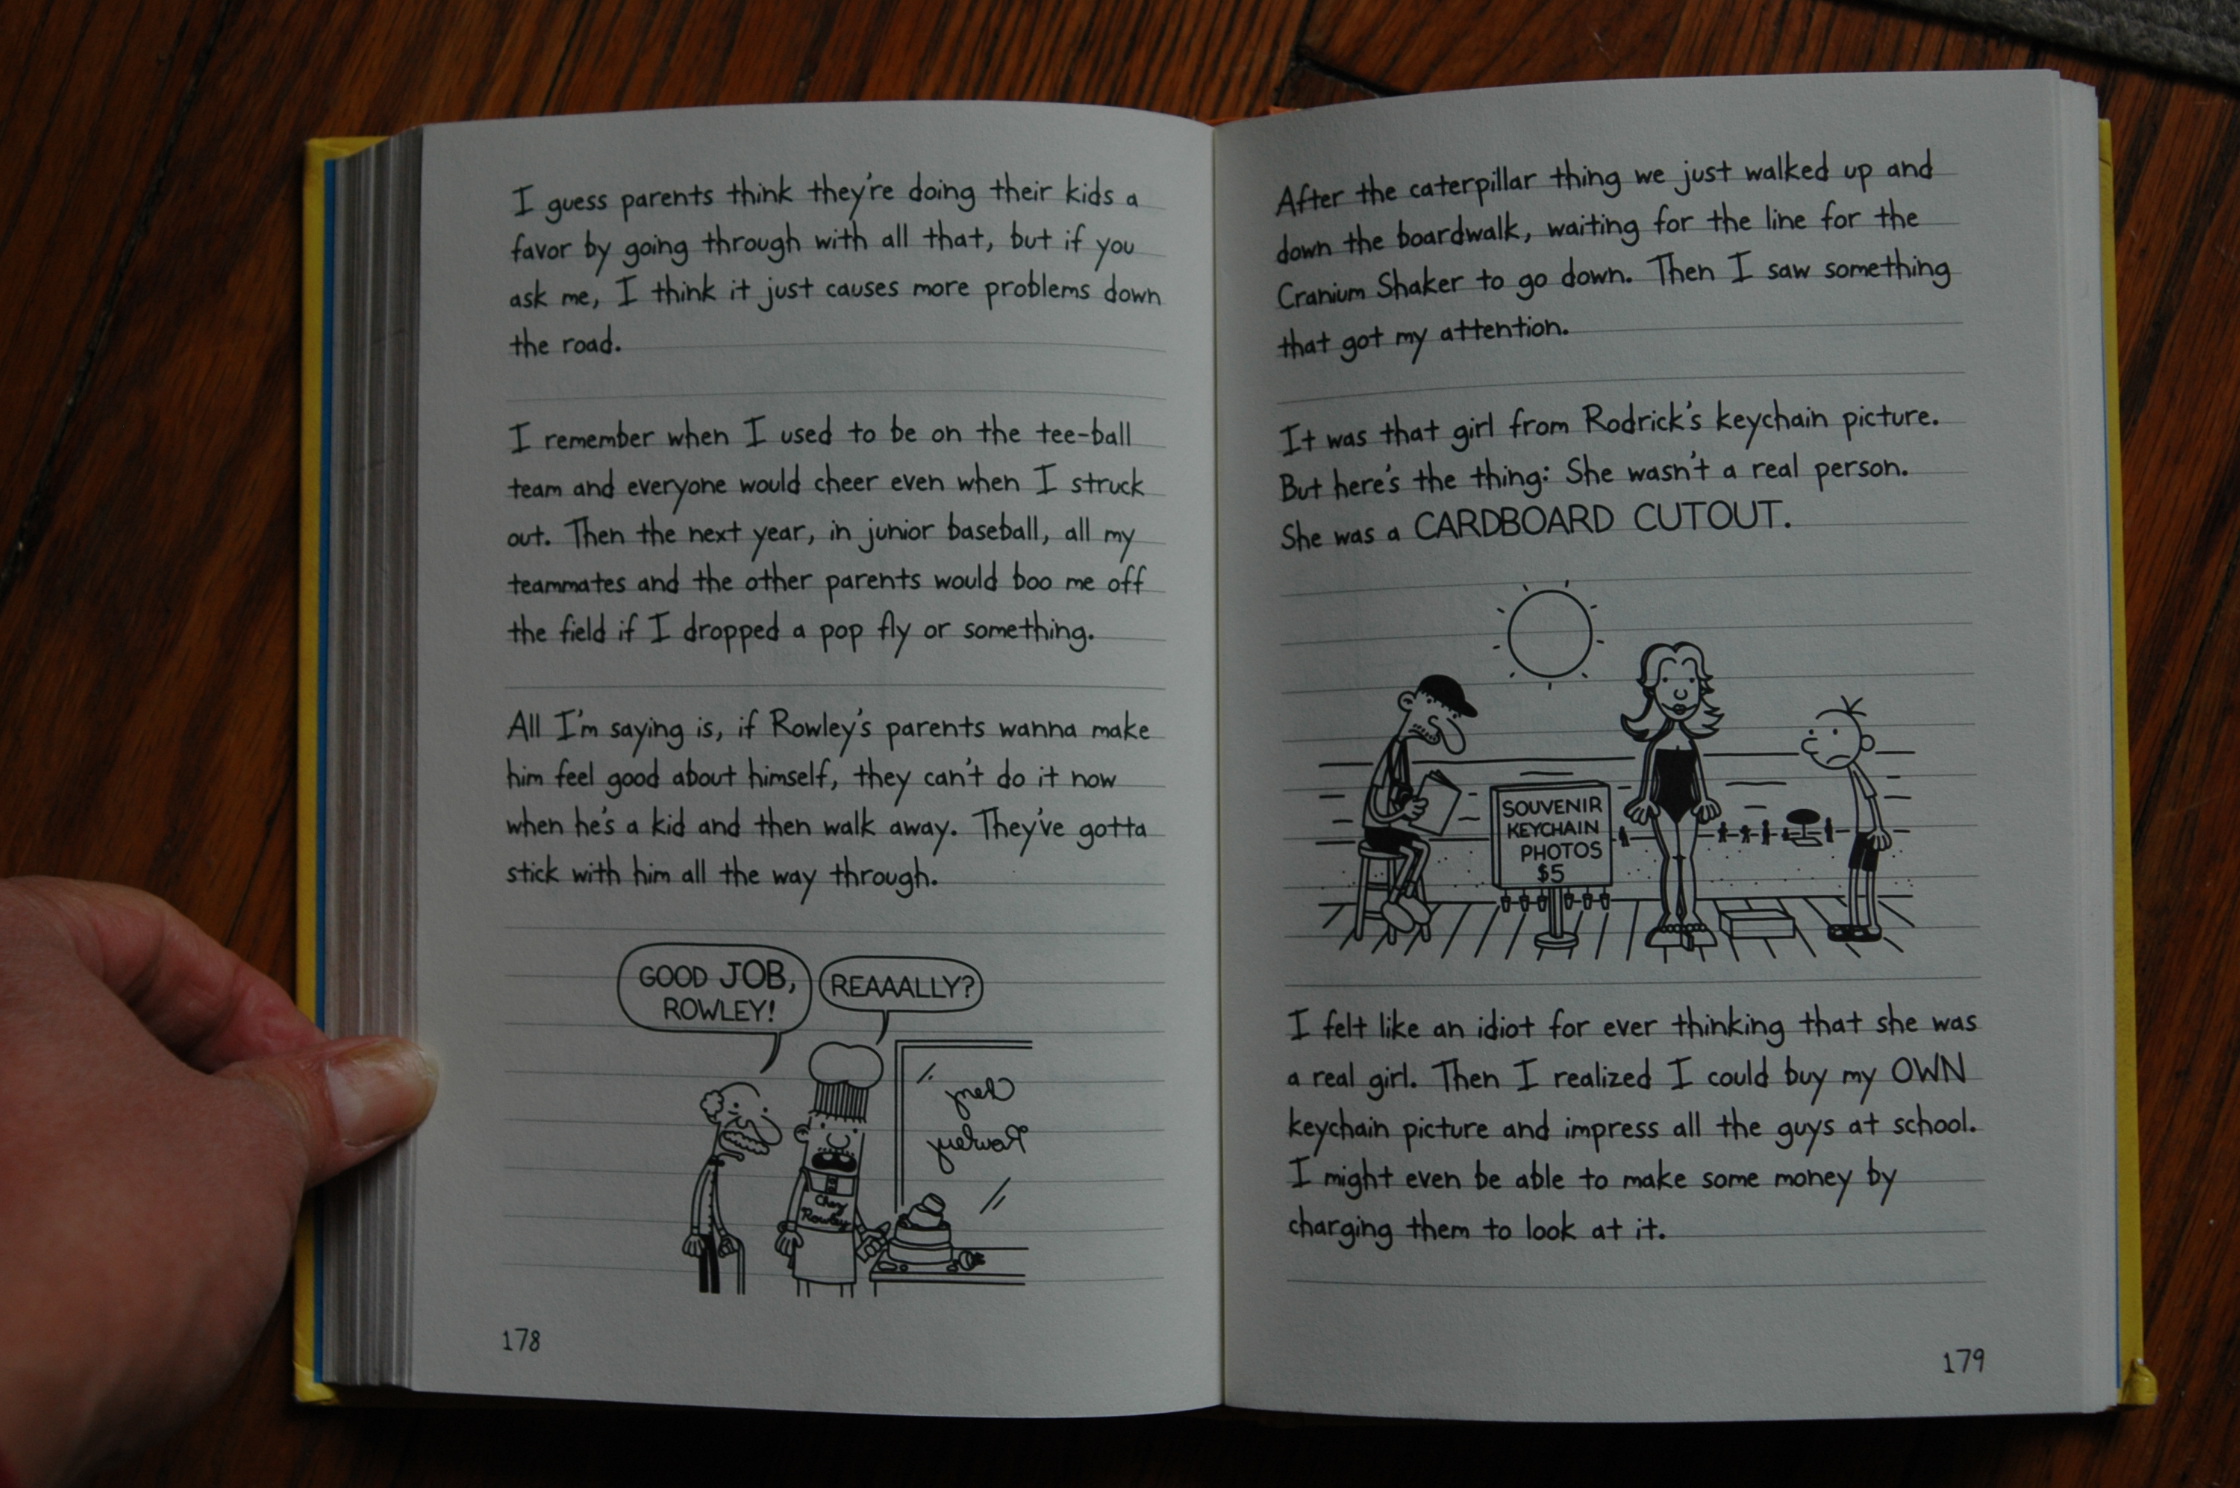 I guess parents think they're doing their kids a
favor by going through with all that, but if you
ask me, I think it just causes more problems down
the road.
I remember when I used to be on the tee-ball
team and everyone would cheer even when I struck
out. Then the next year, in junior baseball, all my
teammates and the other parents would boo me off
the field if I dropped a pop fly or something.
All I'm saying is, if Rowley's parents wanna make
him feel good about himself, they can't do it now
when he's a kid and then walk away. They've gotta
stick with him all the way through.
GOOD JOB,
ROWLEY!
REAAALLY?
Chez
Rowley
Chez
Rowley
178
After the caterpillar thing we just walked up and
down the boardwalk, waiting for the line for the
Cranium Shaker to go down. Then I saw something
that got my attention.
It was that girl from Rodrick's keychain picture.
But here's the thing: She wasn't a real person.
She was a CARDBOARD CUTOUT.
SOUVENIR
KEYCHAIN
PHOTOS
$5
I felt like an idiot for ever thinking that she was
a real girl. Then I realized I could buy my OWN
keychain picture and impress all the guys at school.
I might even be able to make some money by
charging them to look at it.
179